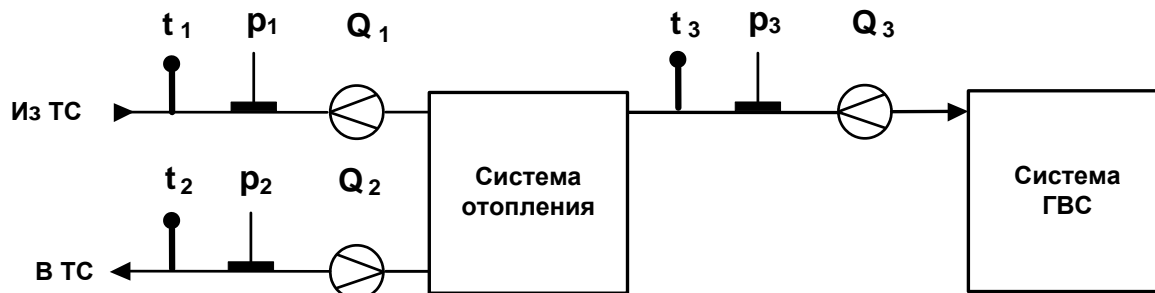 t 1 p1 Q 1 t 3 p3 Q 3
Из ТС
t 2 p2 Q 2
Система
отопления
Система
ГВС
В ТС